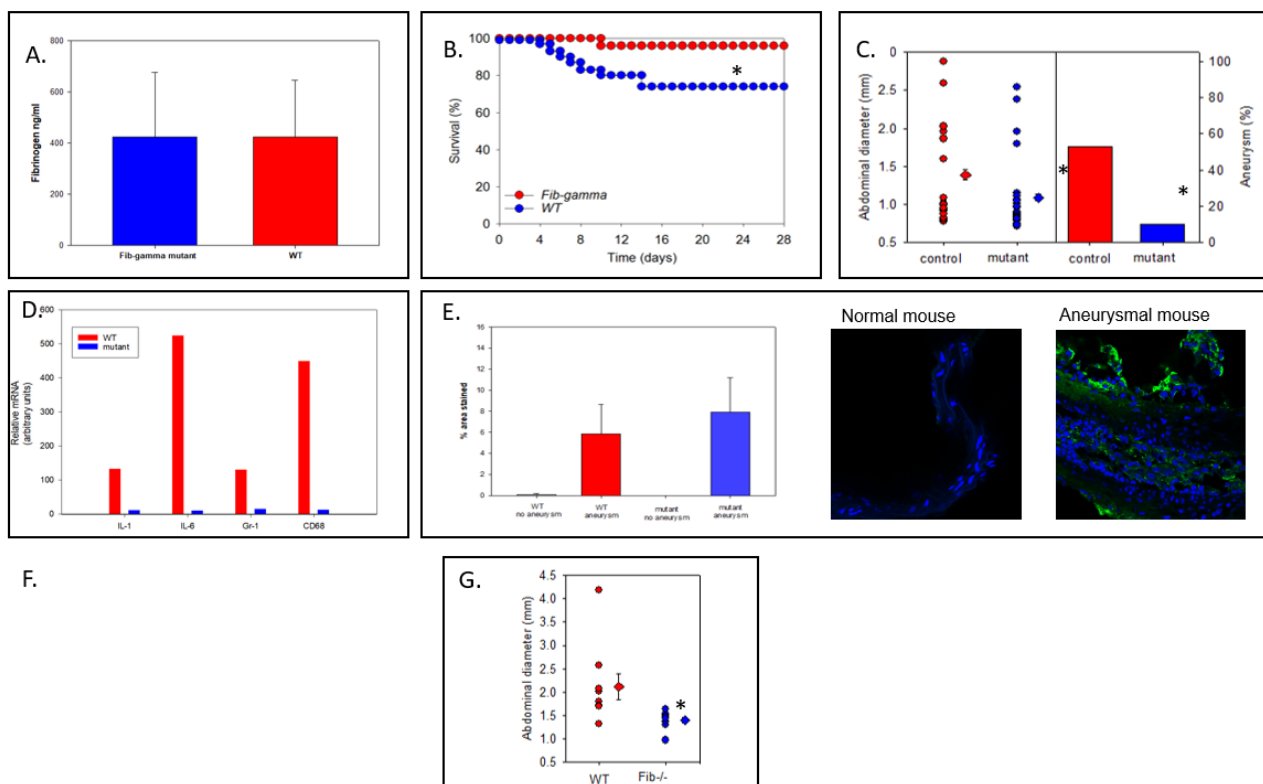 A.
800
600
400
200
0
Fibrinogen ng/ml
Fib-gamma mutant
WT
B.
100
80
60
40
20
0
Survival (%)
*
Fib-gamma
WT
0 4 8 12 16 20 24 28
Time (days)
C.
0
2.5
2.0
1.5
1.0
0.5
Abdominal diameter (mm)
100
80
60
40
20
0
Aneurysm (%)
*
*
control mutant control mutant
D.
600
500
400
300
200
100
0
Relative mRNA
(arbitrary units)
WT
mutant
IL-1 IL-6 Gr-1 CD68
E.
16
14
12
10
8
6
4
2
0
% area stained
WT
no aneurysm
WT
aneurysm
mutant
no aneurysm
mutant
aneurysm
Normal mouse
Aneurysmal mouse
F.
G.
4.5
4.0
3.5
3.0
2.5
2.0
1.5
1.0
0.5
Abdominal diameter (mm)
*
WT Fib-/-